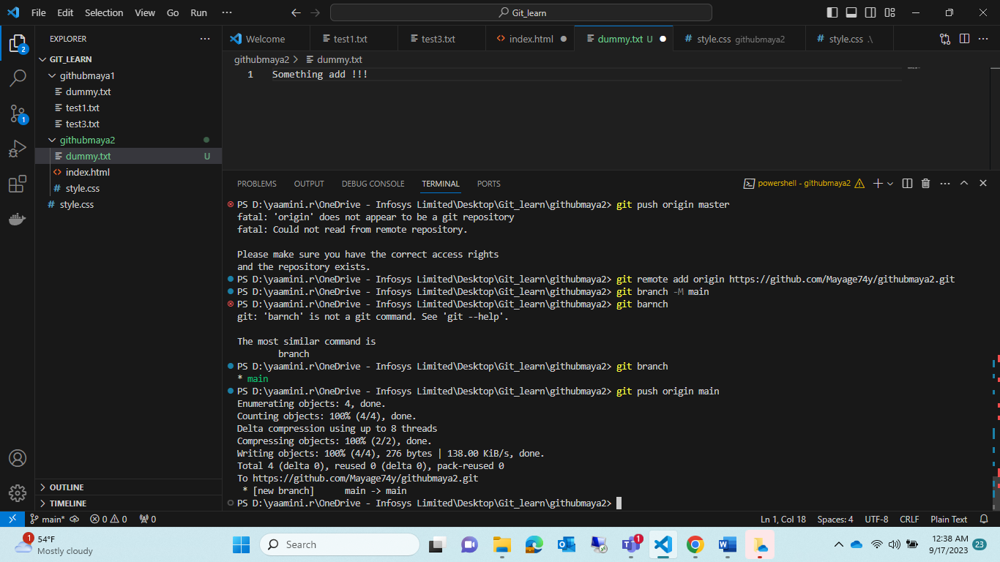 File Edit Selection View Go Run ··· Git_learn
EXPLORER ···
GIT_LEARN
githubmaya1
dummy.txt
test1.txt
test3.txt
githubmaya2
dummy.txt U
index.html
style.css
style.css
OUTLINE
TIMELINE
2
1
Welcome test1.txt test3.txt index.html dummy.txt U style.css githubmaya2 style.css .\
githubmaya2 > dummy.txt
1 Something add !!!
PROBLEMS OUTPUT DEBUG CONSOLE TERMINAL PORTS powershell - githubmaya2
PS D:\yaamini.r\OneDrive - Infosys Limited\Desktop\Git_learn\githubmaya2> git push origin master
fatal: 'origin' does not appear to be a git repository
fatal: Could not read from remote repository.
Please make sure you have the correct access rights
and the repository exists.
PS D:\yaamini.r\OneDrive - Infosys Limited\Desktop\Git_learn\githubmaya2> git remote add origin https://github.com/Mayage74y/githubmaya2.git
PS D:\yaamini.r\OneDrive - Infosys Limited\Desktop\Git_learn\githubmaya2> git branch -M main
PS D:\yaamini.r\OneDrive - Infosys Limited\Desktop\Git_learn\githubmaya2> git barnch
git: 'barnch' is not a git command. See 'git --help'.
The most similar command is
branch
PS D:\yaamini.r\OneDrive - Infosys Limited\Desktop\Git_learn\githubmaya2> git branch
* main
PS D:\yaamini.r\OneDrive - Infosys Limited\Desktop\Git_learn\githubmaya2> git push origin main
Enumerating objects: 4, done.
Counting objects: 100% (4/4), done.
Delta compression using up to 8 threads
Compressing objects: 100% (2/2), done.
Writing objects: 100% (4/4), 276 bytes | 138.00 KiB/s, done.
Total 4 (delta 0), reused 0 (delta 0), pack-reused 0
To https://github.com/Mayage74y/githubmaya2.git
* [new branch] main -> main
PS D:\yaamini.r\OneDrive - Infosys Limited\Desktop\Git_learn\githubmaya2>
main* 0 0 0 Ln 1, Col 18 Spaces: 4 UTF-8 CRLF Plain Text
1 54°F
Mostly cloudy
Search
1
12:38 AM
9/17/2023
23